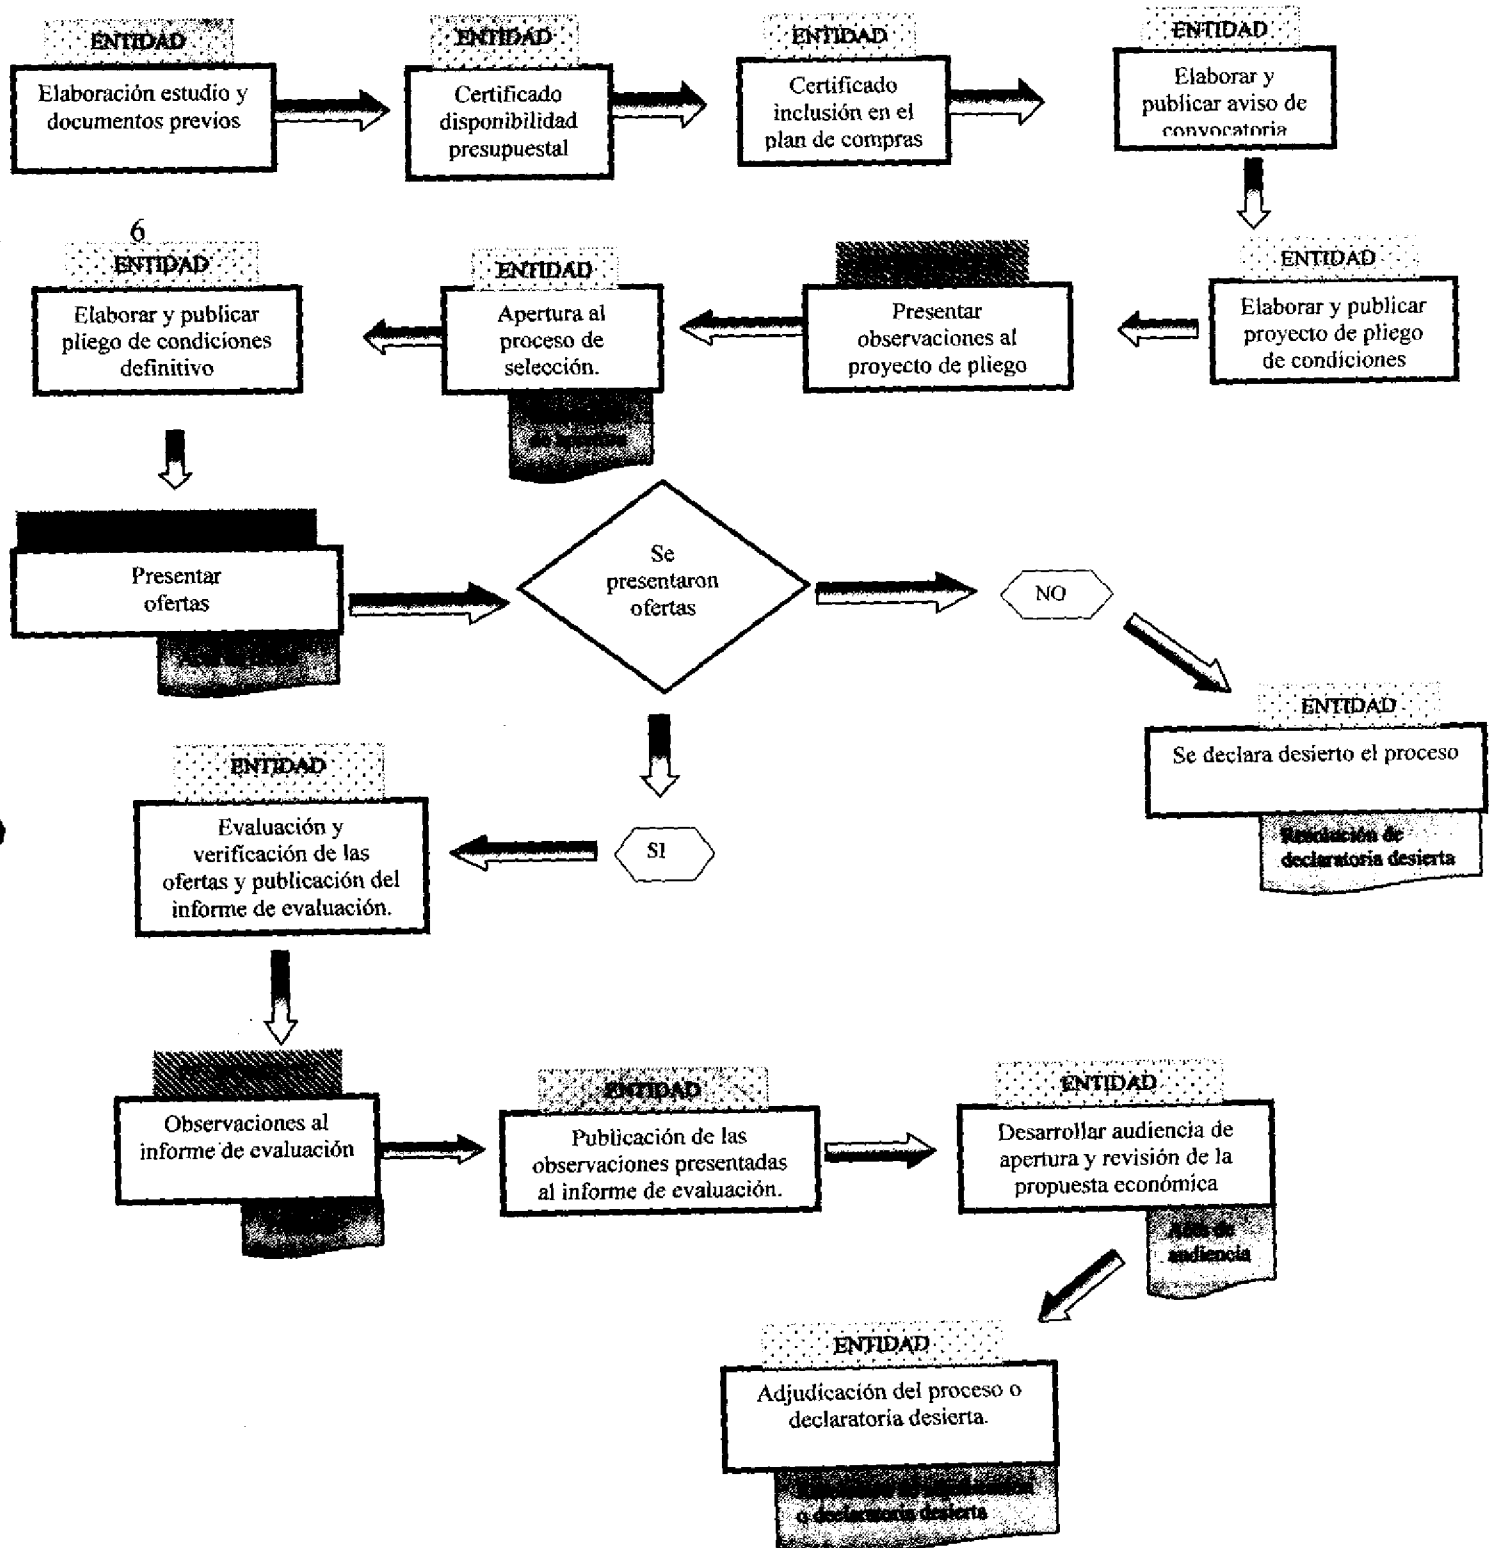 ENTIDAD
Elaboración estudio y
documentos previos
ENTIDAD
Certificado
disponibilidad
presupuestal
ENTIDAD
Certificado
inclusión en el
plan de compras
ENTIDAD
Elaborar y
publicar aviso de
convocatoria
6
ENTIDAD
Elaborar y publicar
pliego de condiciones
definitivo
ENTIDAD
Apertura al
proceso de
selección.
de apertura
Presentar
observaciones al
proyecto de pliego
ENTIDAD
Elaborar y publicar
proyecto de pliego
de condiciones
Presentar
ofertas
Se
presentaron
ofertas
NO
ENTIDAD
Se declara desierto el proceso
Resolución de
declaratoria desierta
ENTIDAD
Evaluación y
verificación de las
ofertas y publicación del
informe de evaluación.
SI
Observaciones al
informe de evaluación
ENTIDAD
Publicación de las
observaciones presentadas
al informe de evaluación.
ENTIDAD
Desarrollar audiencia de
apertura y revisión de la
propuesta económica
Acta de
audiencia
ENTIDAD
Adjudicación del proceso o
declaratoria desierta.
o declaratoria desierta